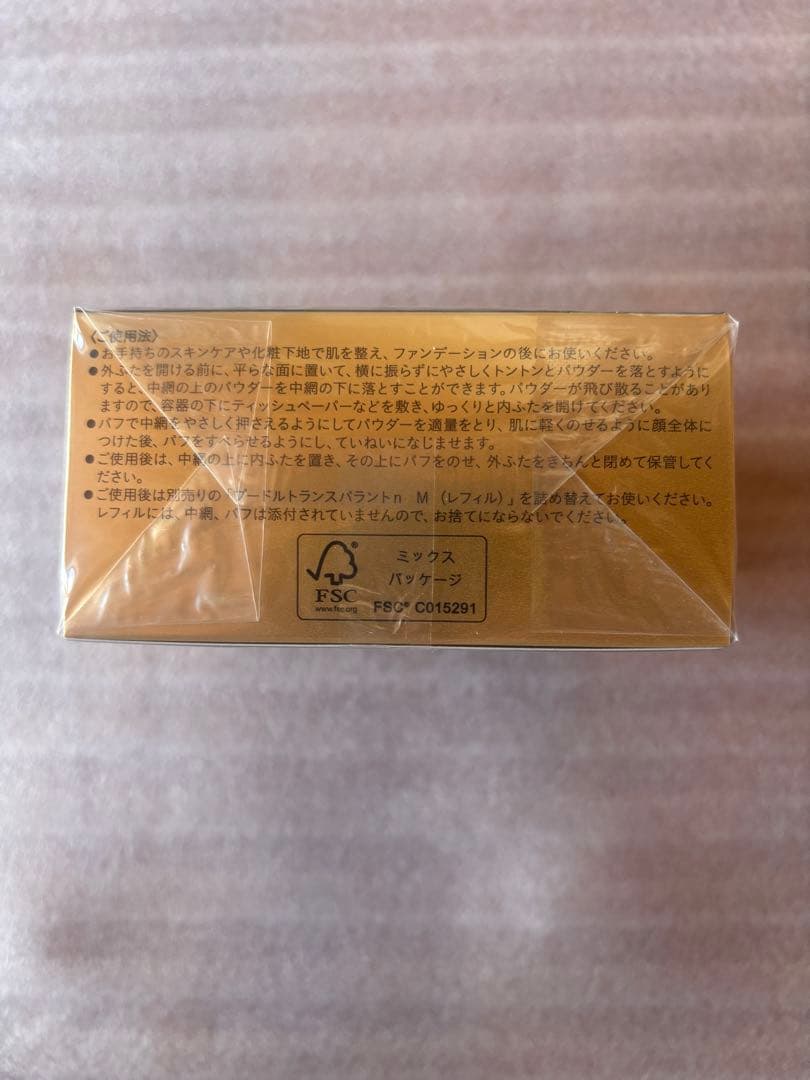 〈ご使用法〉
●お手持ちのスキンケアや化粧下地で肌を整え、ファンデーションの後にお使いください。
●外ふたを開ける前に、平らな面に置いて、横に振らずにやさしくトントンとパウダーを落とすように
すると、中網の上のパウダーを中網の下に落とすことができます。パウダーが飛び散ることがあり
ますので、容器の下にティッシュペーパーなどを敷き、ゆっくりと内ふたを開けてください。
●パフで中網をやさしく押さえるようにしてパウダーを適量をとり、肌に軽くのせるように顔全体に
つけた後、パフをすべらせるようにし、ていねいになじませます。
●ご使用後は、中網の上に内ふたを置き、その上にパフをのせ、外ふたをきちんと閉めて保管してく
ださい。
●ご使用後は別売りの「プードルトランスパラントn M (レフィル)」を詰め替えてお使いください。
レフィルには、中網、パフは添付されていませんので、お捨てにならないでください。
®
FSC
www.fsc.org
ミックス
パッケージ
FSC® C015291